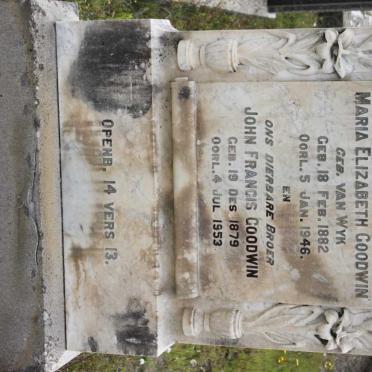 MARIA ELIZABETH GOODWIN
GEB. VAN WYK
GEB. 18 FEB. 1882
OORL. 5 JAN. 1946.
EN
ONS DIERBARE BROER
JOHN FRANCIS GOODWIN
GEB. 19 DES 1879
OORL. 4 JUL 1953.
OPENB. 14 VERS 13.